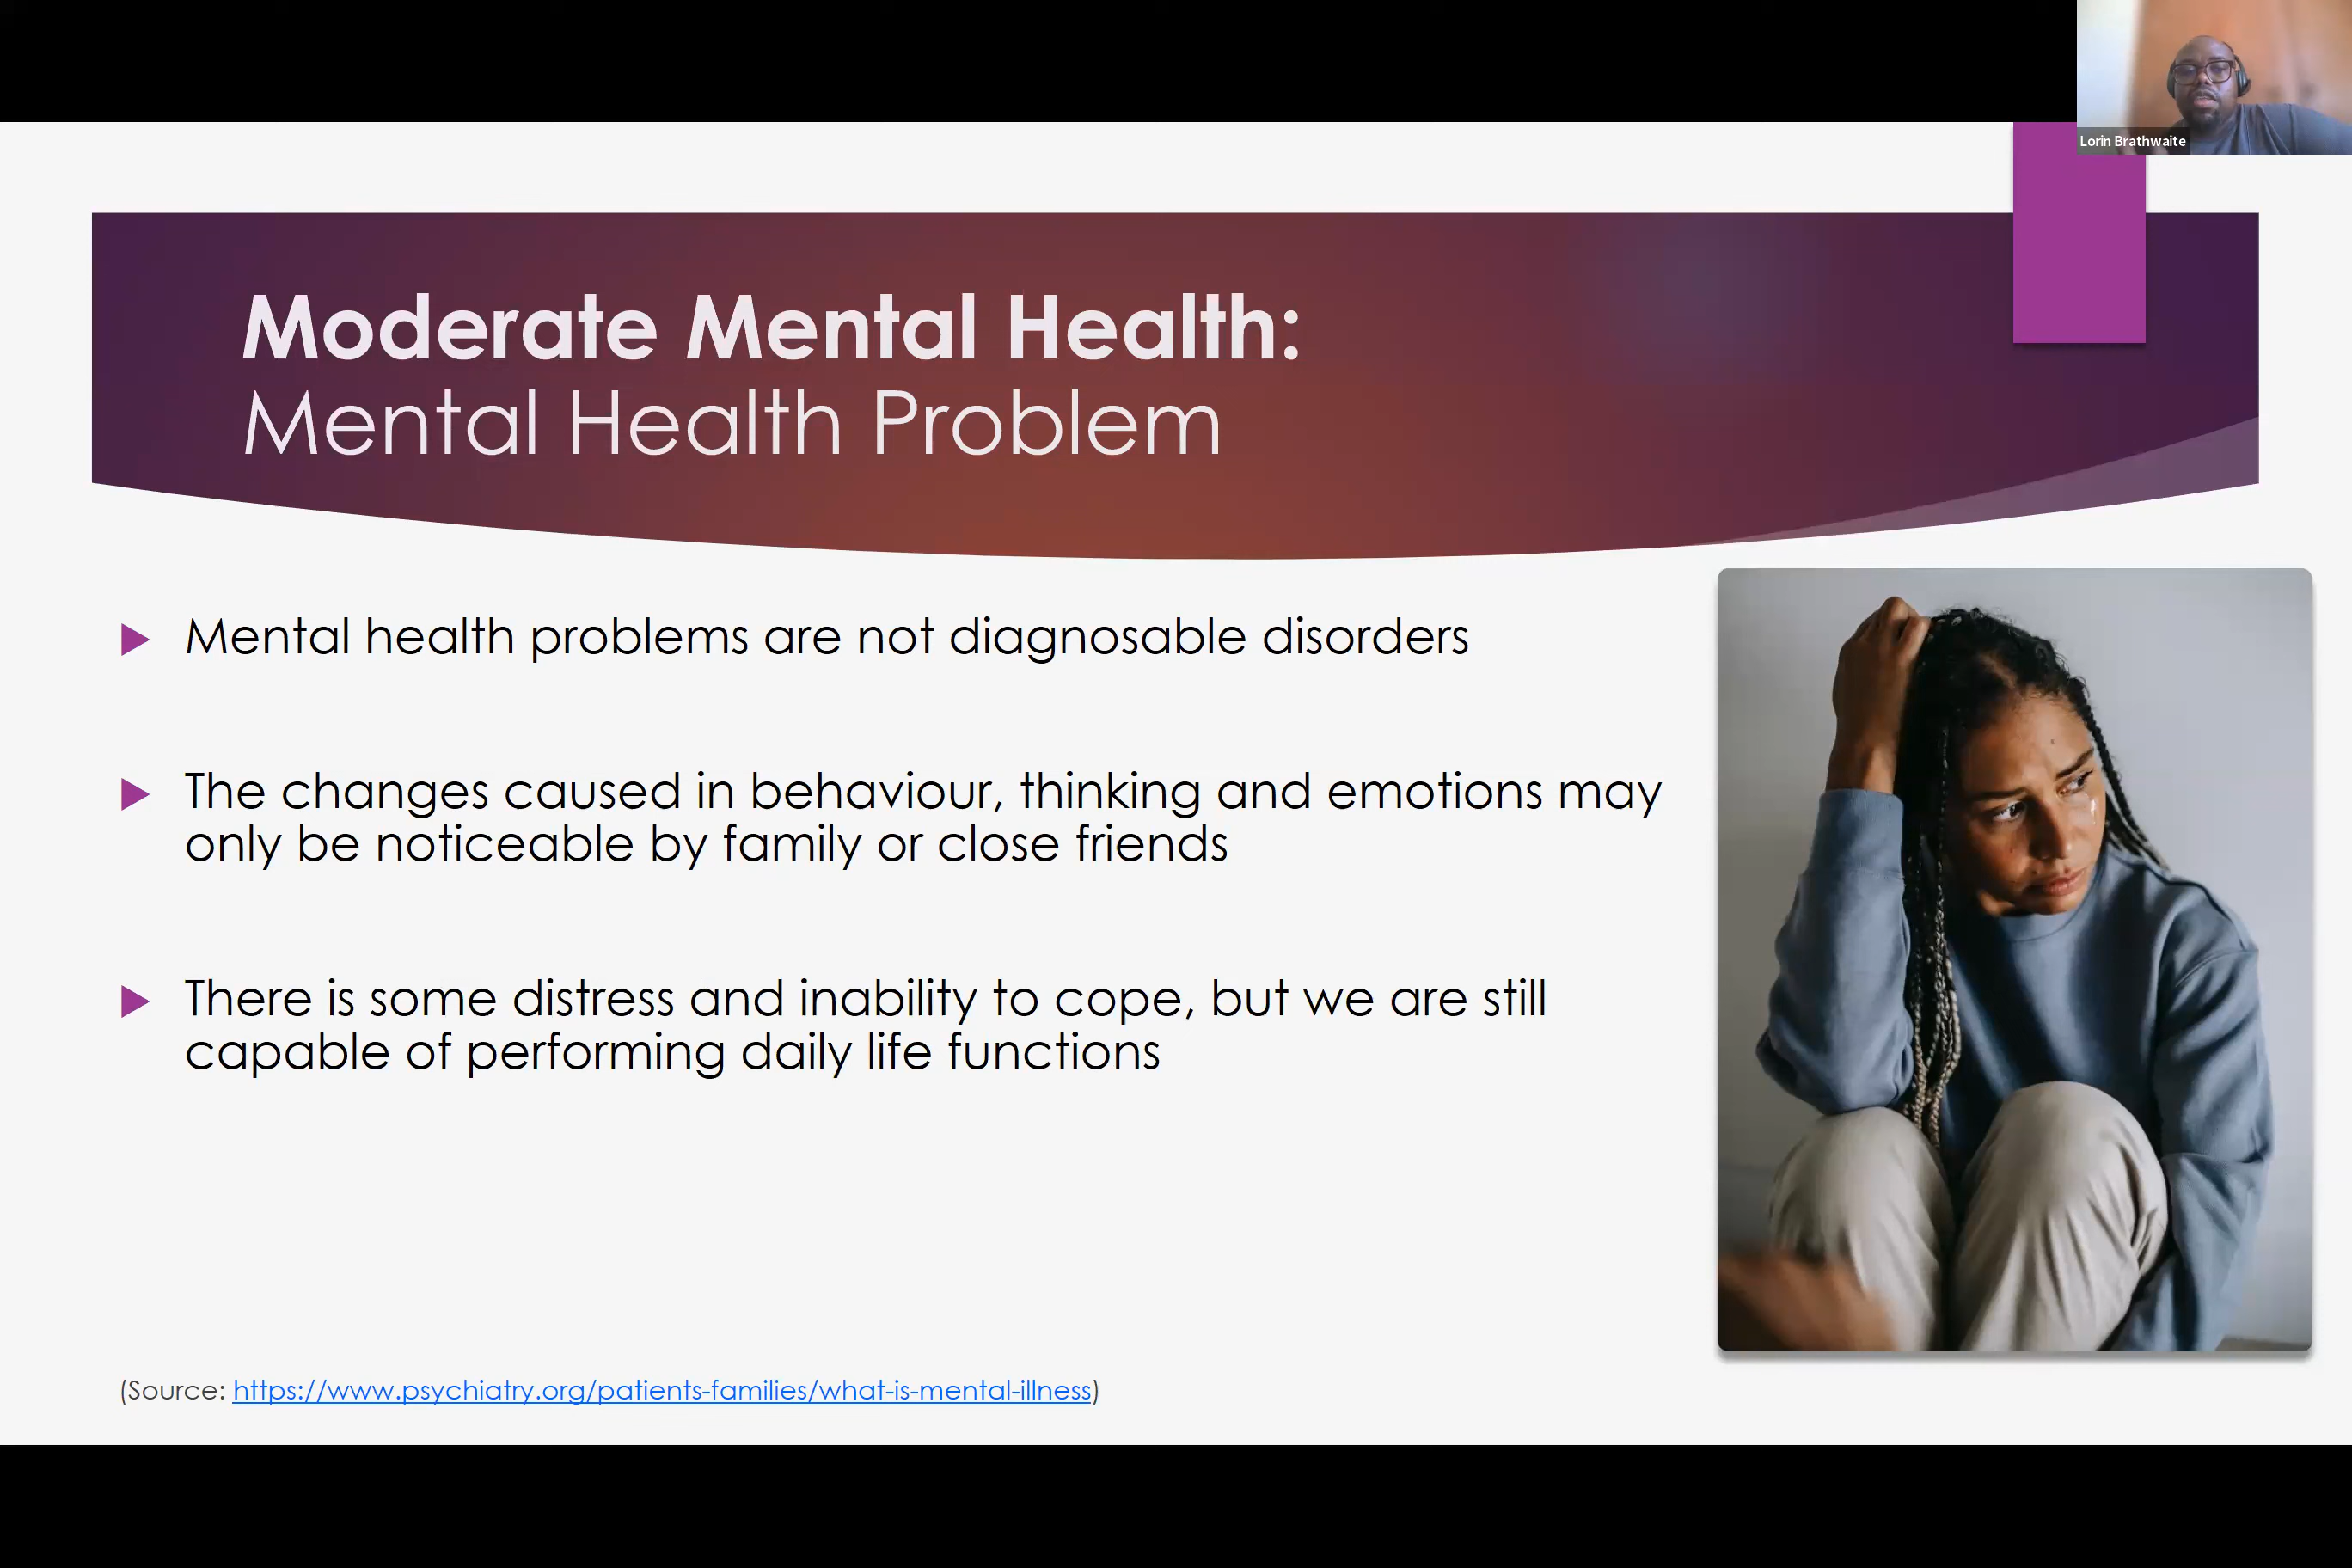 Lorin Brathwaite
Moderate Mental Health:
Mental Health Problem
Mental health problems are not diagnosable disorders
The changes caused in behaviour, thinking and emotions may
only be noticeable by family or close friends
There is some distress and inability to cope, but we are still
capable of performing daily life functions
(Source: https://www.psychiatry.org/patients-families/what-is-mental-illness)